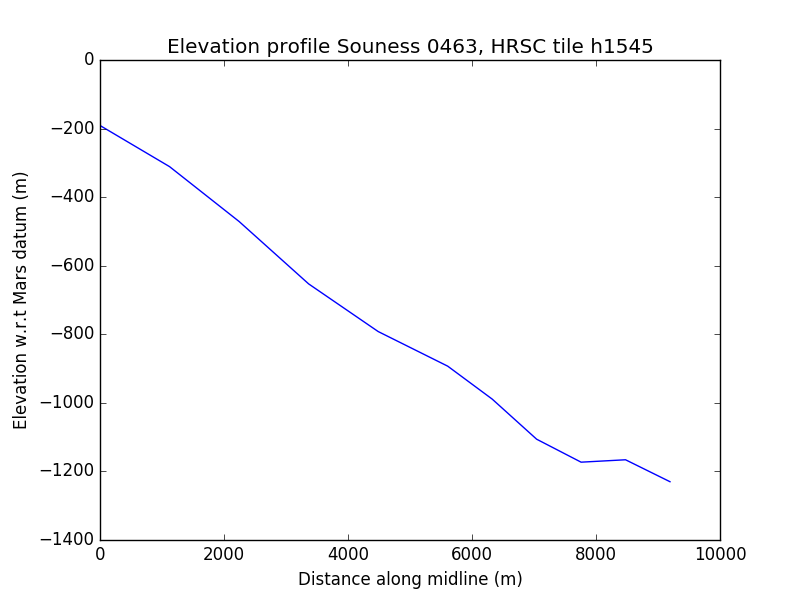 Elevation profile Souness 0463, HRSC tile h1545
0
−200
−400
−600
−800
−1000
−1200
−1400
Elevation w.r.t Mars datum (m)
0 2000 4000 6000 8000 10000
Distance along midline (m)